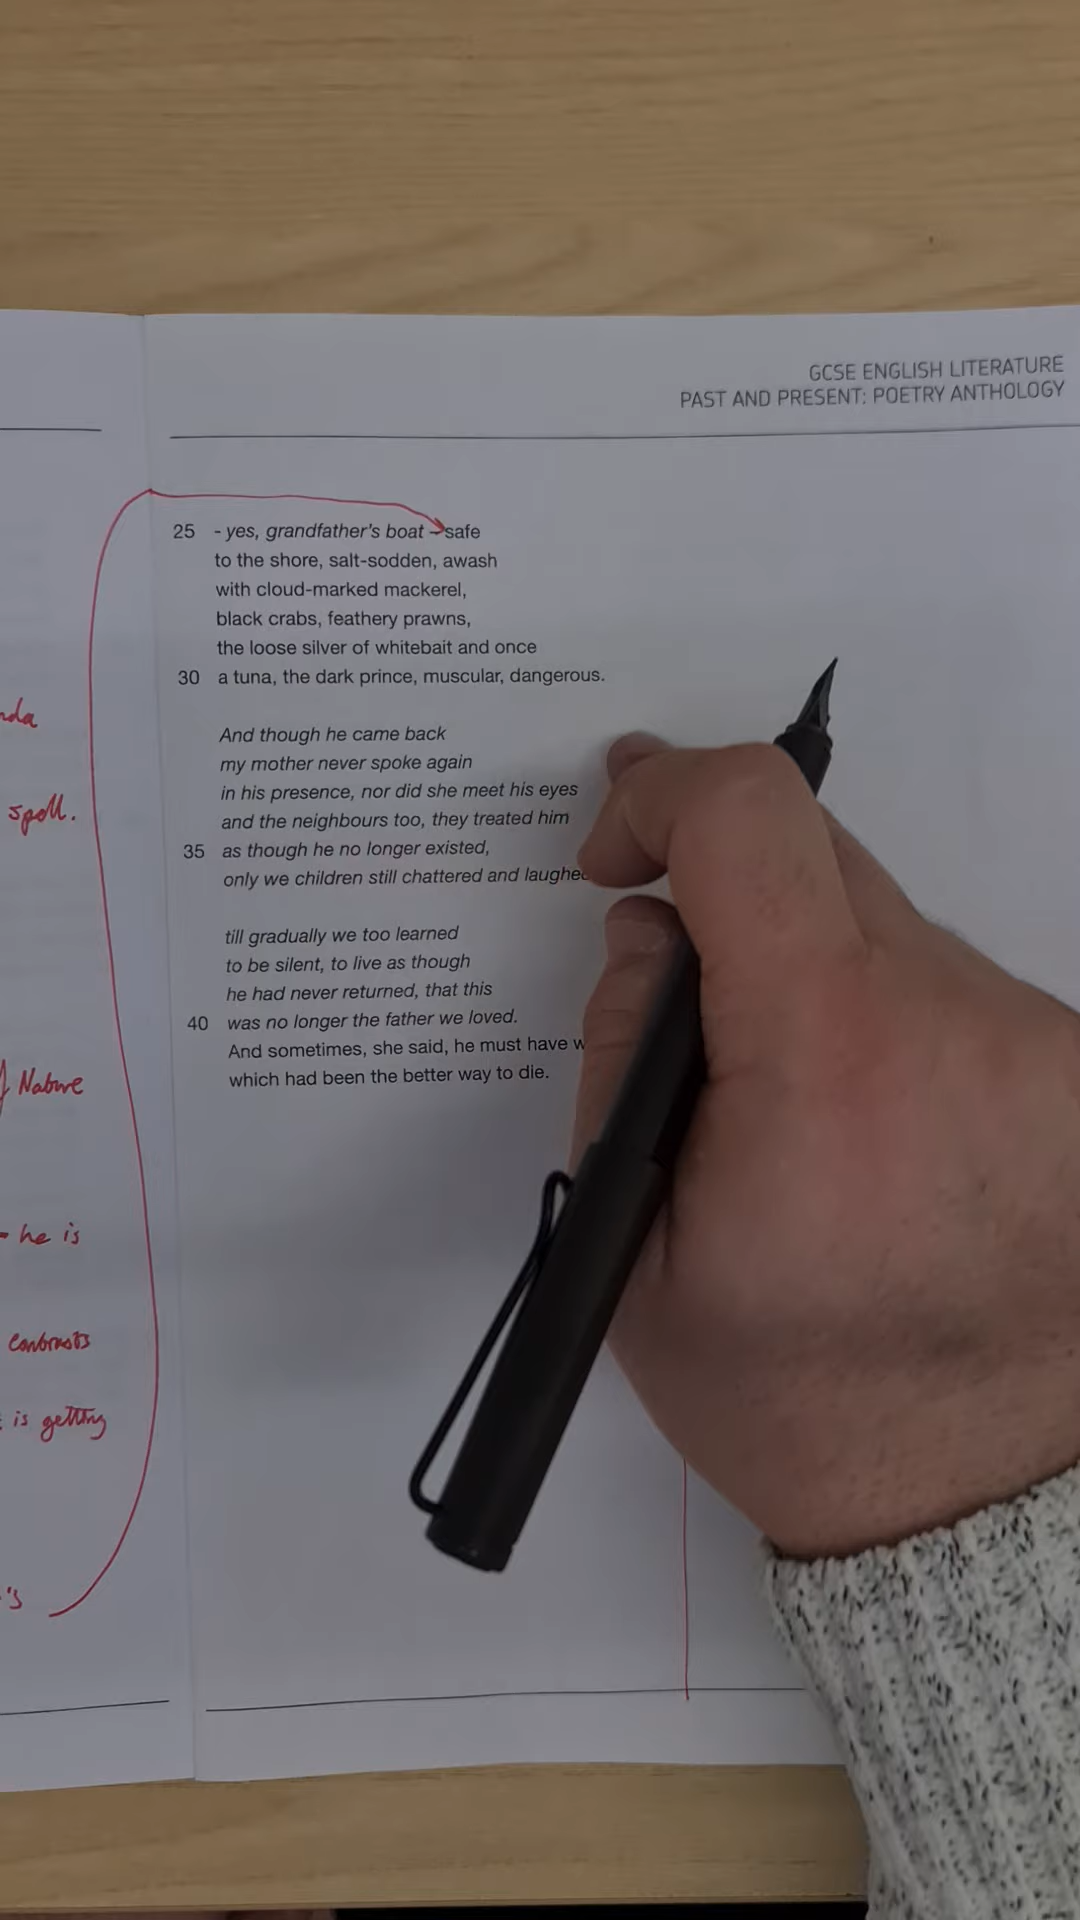 GCSE ENGLISH LITERATURE
PAST AND PRESENT: POETRY ANTHOLOGY
25 - yes, grandfather's boat – safe
to the shore, salt-sodden, awash
with cloud-marked mackerel,
black crabs, feathery prawns,
the loose silver of whitebait and once
30 a tuna, the dark prince, muscular, dangerous.
And though he came back
my mother never spoke again
in his presence, nor did she meet his eyes
and the neighbours too, they treated him
35 as though he no longer existed,
only we children still chattered and laughed
till gradually we too learned
to be silent, to live as though
he had never returned, that this
40 was no longer the father we loved.
And sometimes, she said, he must have w
which had been the better way to die.
spell.
Nature
- he is
contrasts
is getting
's